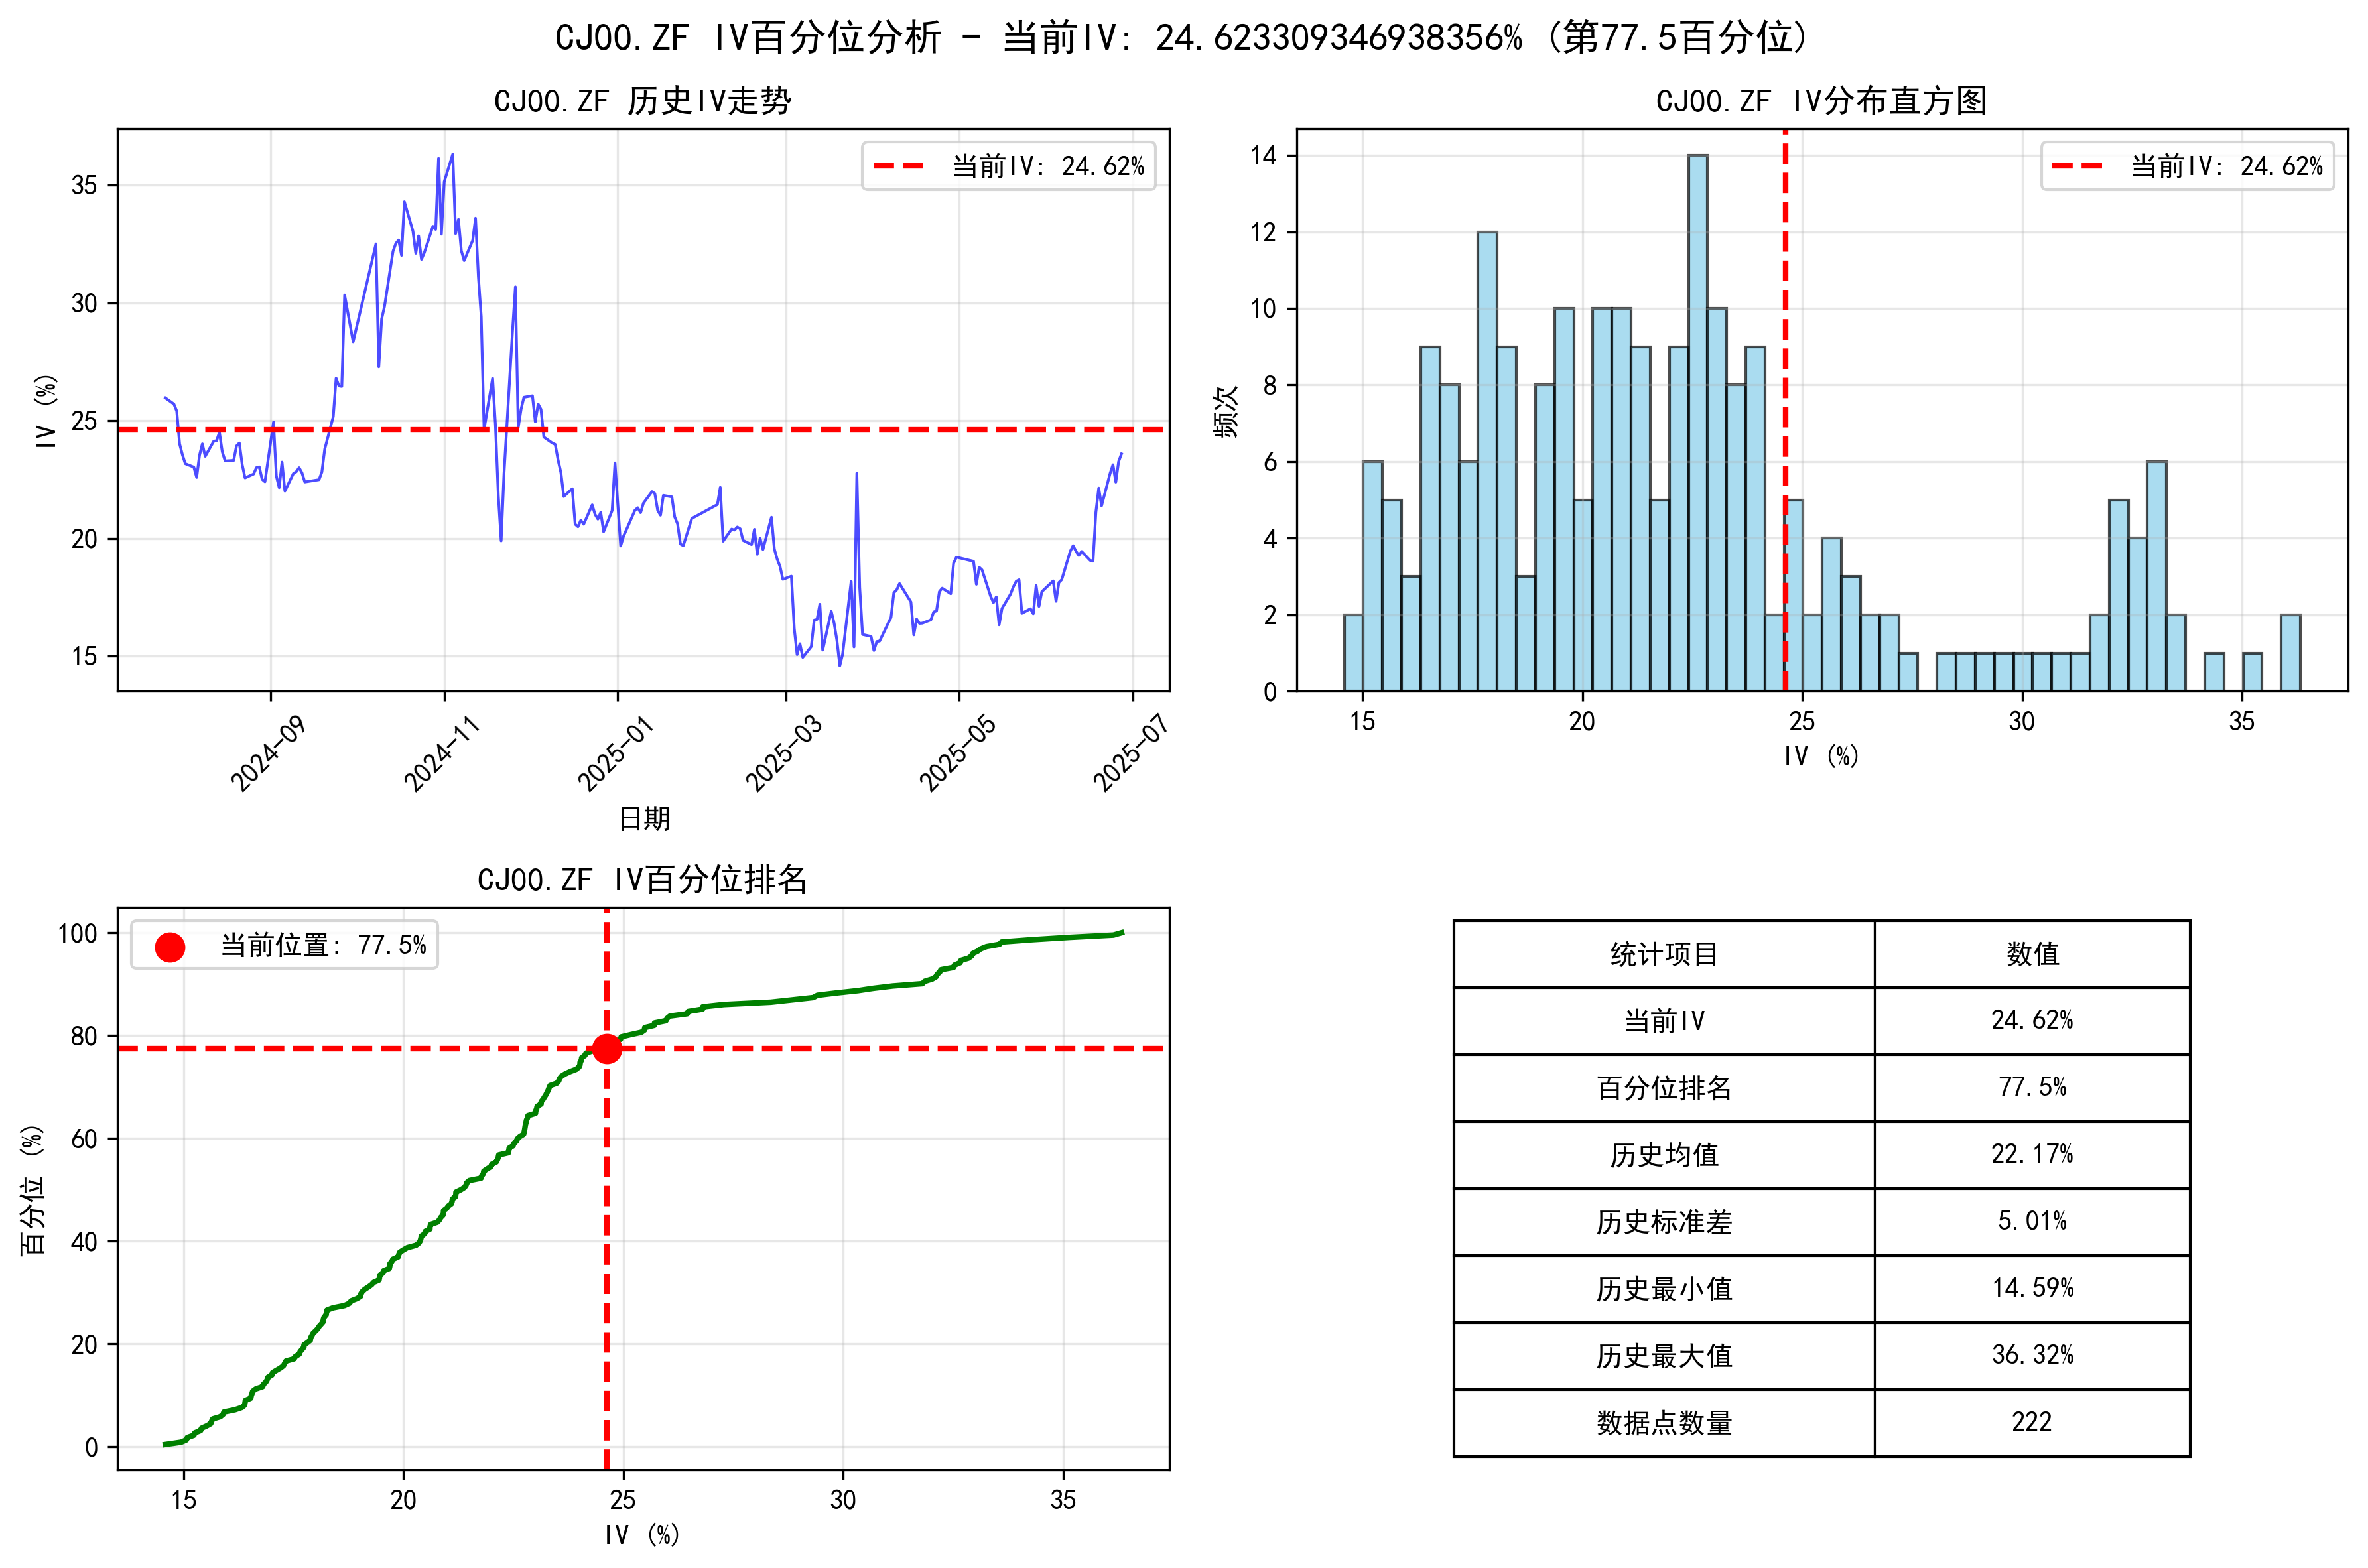 CJ00.ZF IV百分位分析 - 当前IV: 24.623309346938356% (第77.5百分位)
CJ00.ZF 历史IV走势
当前IV: 24.62%
IV (%)
35
30
25
20
15
2024-09
2024-11
2025-01
2025-03
2025-05
2025-07
日期
CJ00.ZF IV分布直方图
当前IV: 24.62%
频次
14
12
10
8
6
4
2
0
15
20
25
30
35
IV (%)
CJ00.ZF IV百分位排名
当前位置: 77.5%
百分位 (%)
100
80
60
40
20
0
15
20
25
30
35
IV (%)
统计项目 数值
当前IV 24.62%
百分位排名 77.5%
历史均值 22.17%
历史标准差 5.01%
历史最小值 14.59%
历史最大值 36.32%
数据点数量 222